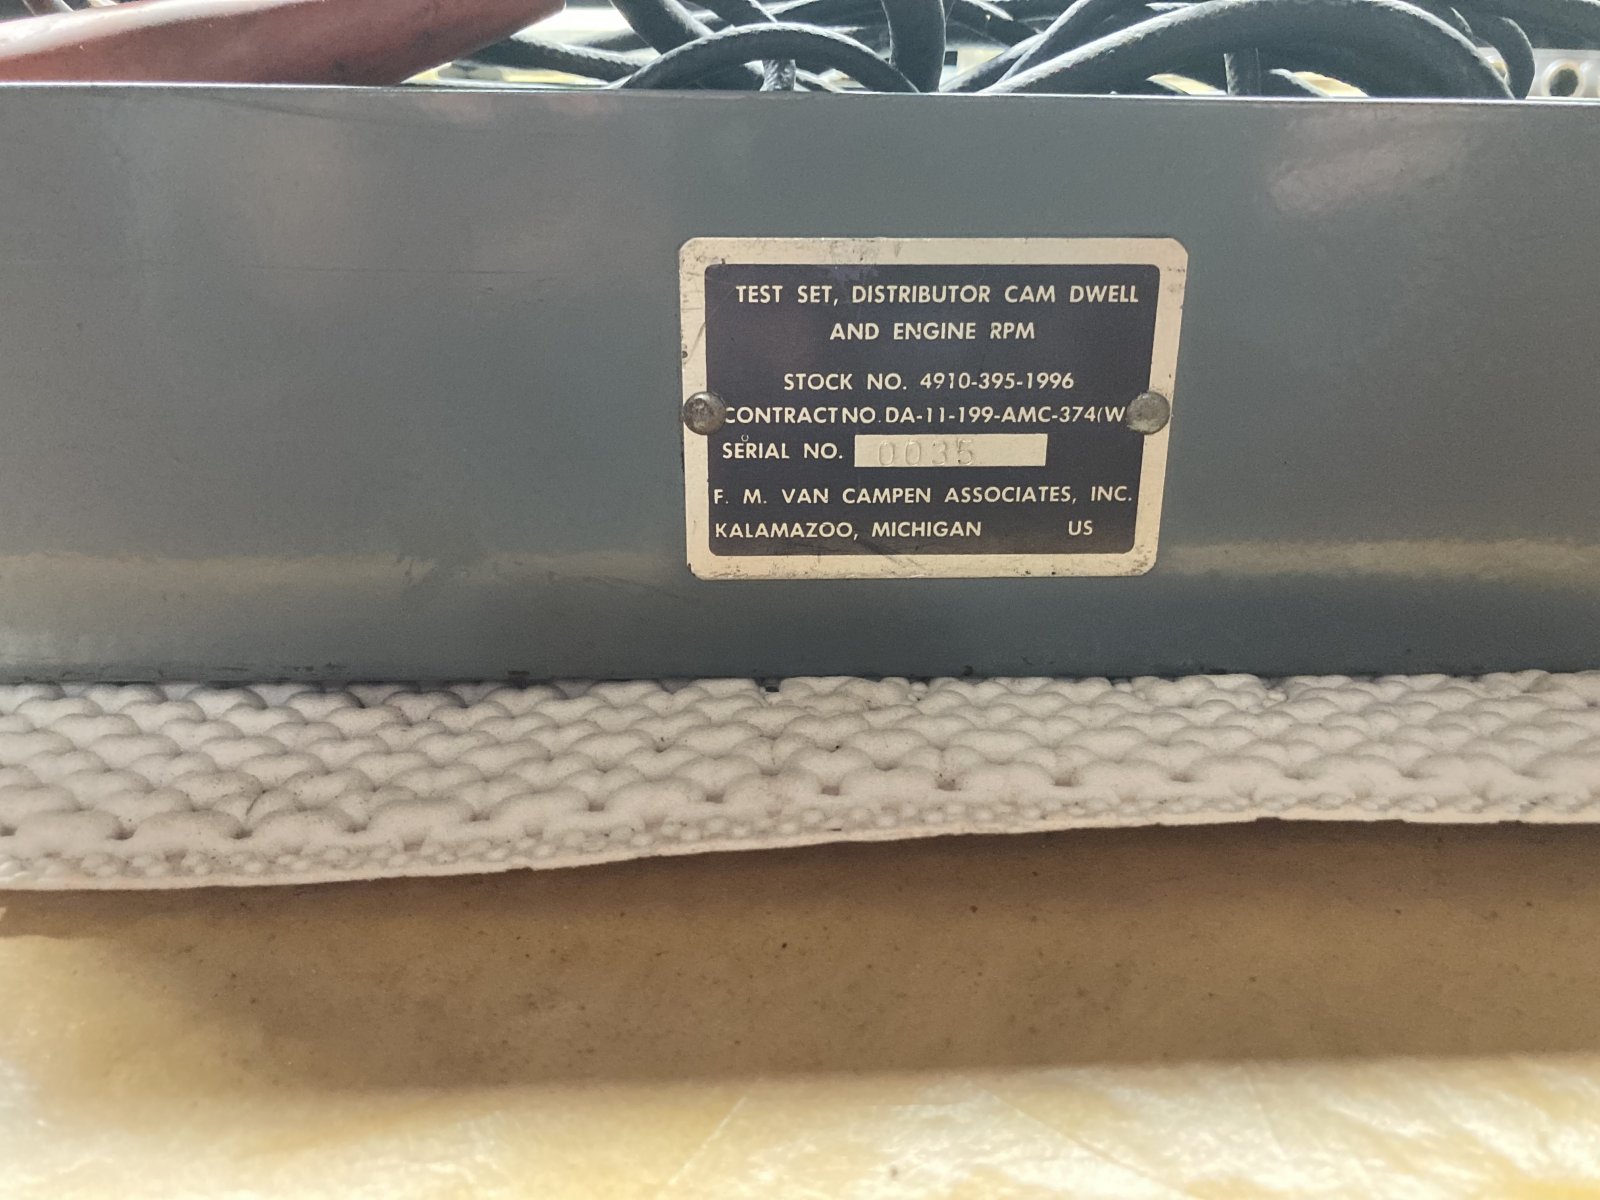 TEST SET, DISTRIBUTOR CAM DWELL
AND ENGINE RPM
STOCK NO. 4910-395-1996
CONTRACT NO. DA-11-199-AMC-374(W
SERIAL NO. 0035
F. M. VAN CAMPEN ASSOCIATES, INC.
KALAMAZOO, MICHIGAN US